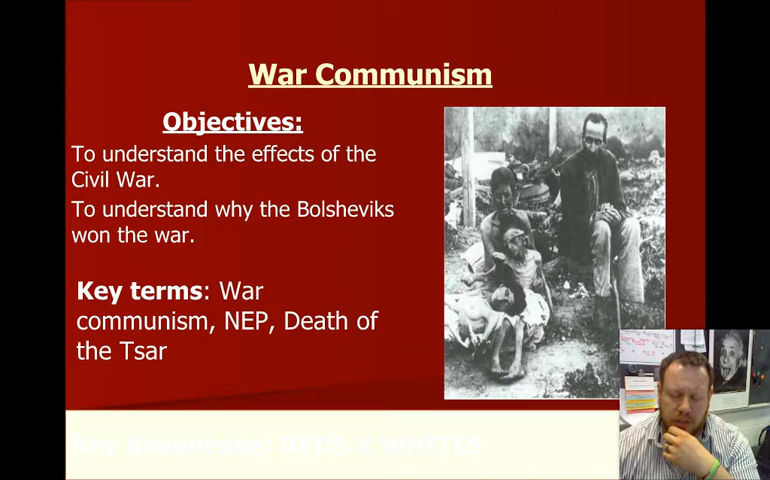 War Communism
Objectives:
To understand the effects of the
Civil War.
To understand why the Bolsheviks
won the war.
Key terms: War
communism, NEP, Death of
the Tsar